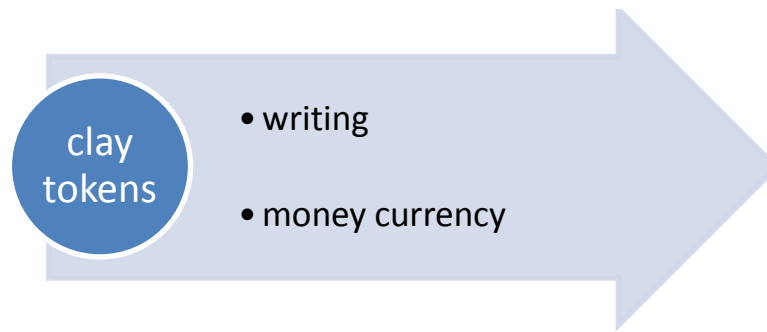 clay
tokens
• writing
• money currency